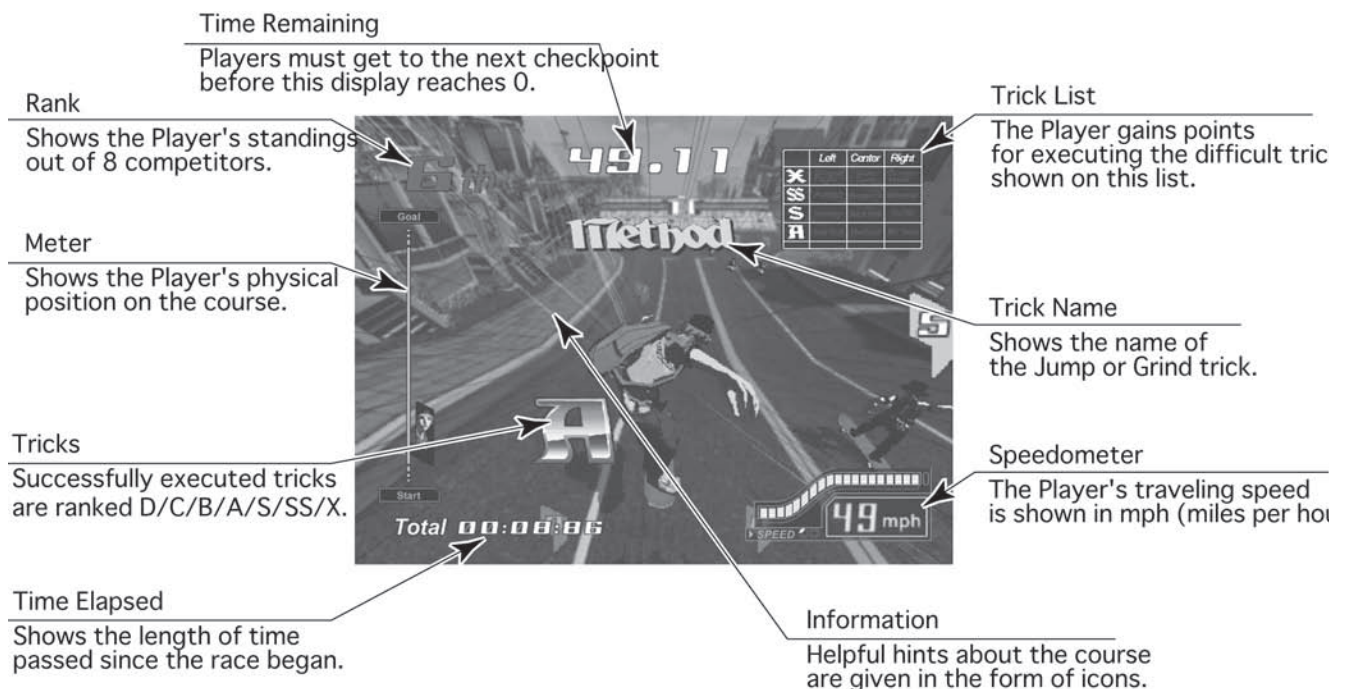 Time Remaining
Players must get to the next checkpoint
before this display reaches 0.
Rank
Shows the Player's standings
out of 8 competitors.
Meter
Shows the Player's physical
position on the course.
Tricks
Successfully executed tricks
are ranked D/C/B/A/S/SS/X.
Time Elapsed
Shows the length of time
passed since the race began.
6th
49.11
Left Center Right
X
SS
S
A
Goal
Method
S
A
Start
Total 00:08:86
SPEED
49 mph
Trick List
The Player gains points
for executing the difficult tric
shown on this list.
Trick Name
Shows the name of
the Jump or Grind trick.
Speedometer
The Player's traveling speed
is shown in mph (miles per hou
Information
Helpful hints about the course
are given in the form of icons.